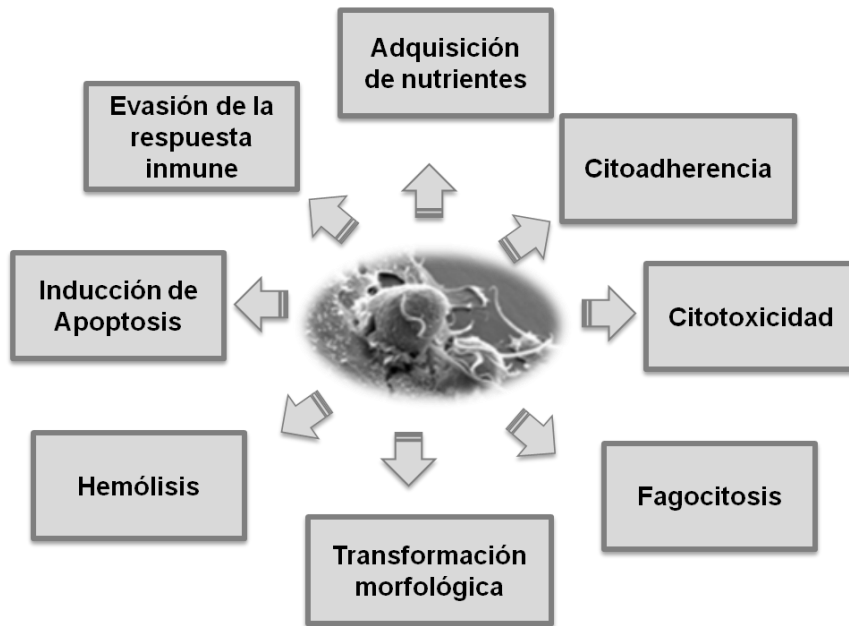 Adquisición
de nutrientes
Evasión de la
respuesta
inmune
Citoadherencia
Inducción de
Apoptosis
Citotoxicidad
Hemólisis
Fagocitosis
Transformación
morfológica